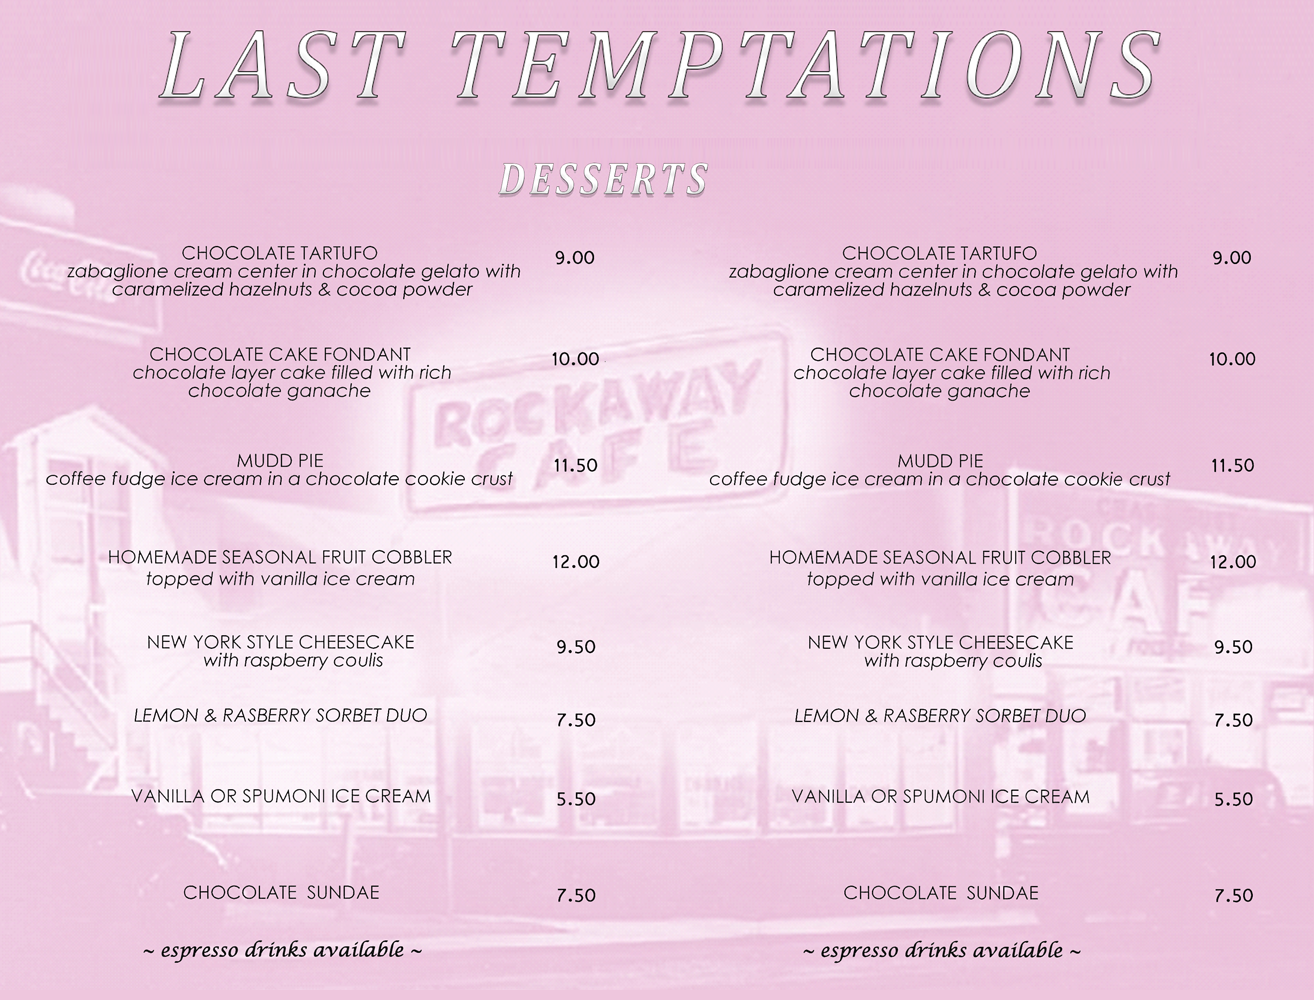 LAST TEMPTATIONS
DESSERTS
CHOCOLATE TARTUFO
zabaglione cream center in chocolate gelato with
caramelized hazelnuts & cocoa powder
9.00
CHOCOLATE CAKE FONDANT
chocolate layer cake filled with rich
chocolate ganache
10.00
MUDD PIE
coffee fudge ice cream in a chocolate cookie crust
11.50
HOMEMADE SEASONAL FRUIT COBBLER
topped with vanilla ice cream
12.00
NEW YORK STYLE CHEESECAKE
with raspberry coulis
9.50
LEMON & RASBERRY SORBET DUO
7.50
VANILLA OR SPUMONI ICE CREAM
5.50
CHOCOLATE SUNDAE
7.50
~ espresso drinks available ~
CHOCOLATE TARTUFO
zabaglione cream center in chocolate gelato with
caramelized hazelnuts & cocoa powder
9.00
CHOCOLATE CAKE FONDANT
chocolate layer cake filled with rich
chocolate ganache
10.00
MUDD PIE
coffee fudge ice cream in a chocolate cookie crust
11.50
HOMEMADE SEASONAL FRUIT COBBLER
topped with vanilla ice cream
12.00
NEW YORK STYLE CHEESECAKE
with raspberry coulis
9.50
LEMON & RASBERRY SORBET DUO
7.50
VANILLA OR SPUMONI ICE CREAM
5.50
CHOCOLATE SUNDAE
7.50
~ espresso drinks available ~
Coca-Cola
ROCKAWAY
CAFE
ROCKAWAY
CAF